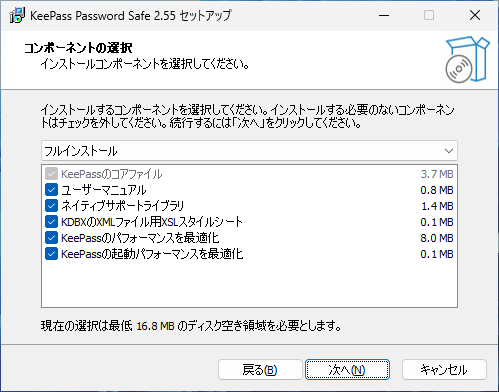 KeePass Password Safe 2.55 セットアップ
コンポーネントの選択
インストールコンポーネントを選択してください。
インストールするコンポーネントを選択してください。インストールする必要のないコンポーネン
トはチェックを外してください。続行するには「次へ」をクリックしてください。
フルインストール
KeePassのコアファイル 3.7 MB
ユーザーマニュアル 0.8 MB
ネイティブサポートライブラリ 1.4 MB
KDBXのXMLファイル用XSLスタイルシート 0.1 MB
KeePassのパフォーマンスを最適化 8.0 MB
KeePassの起動パフォーマンスを最適化 0.1 MB
現在の選択は最低 16.8 MB のディスク空き領域を必要とします。
戻る(B) 次へ(N) キャンセル